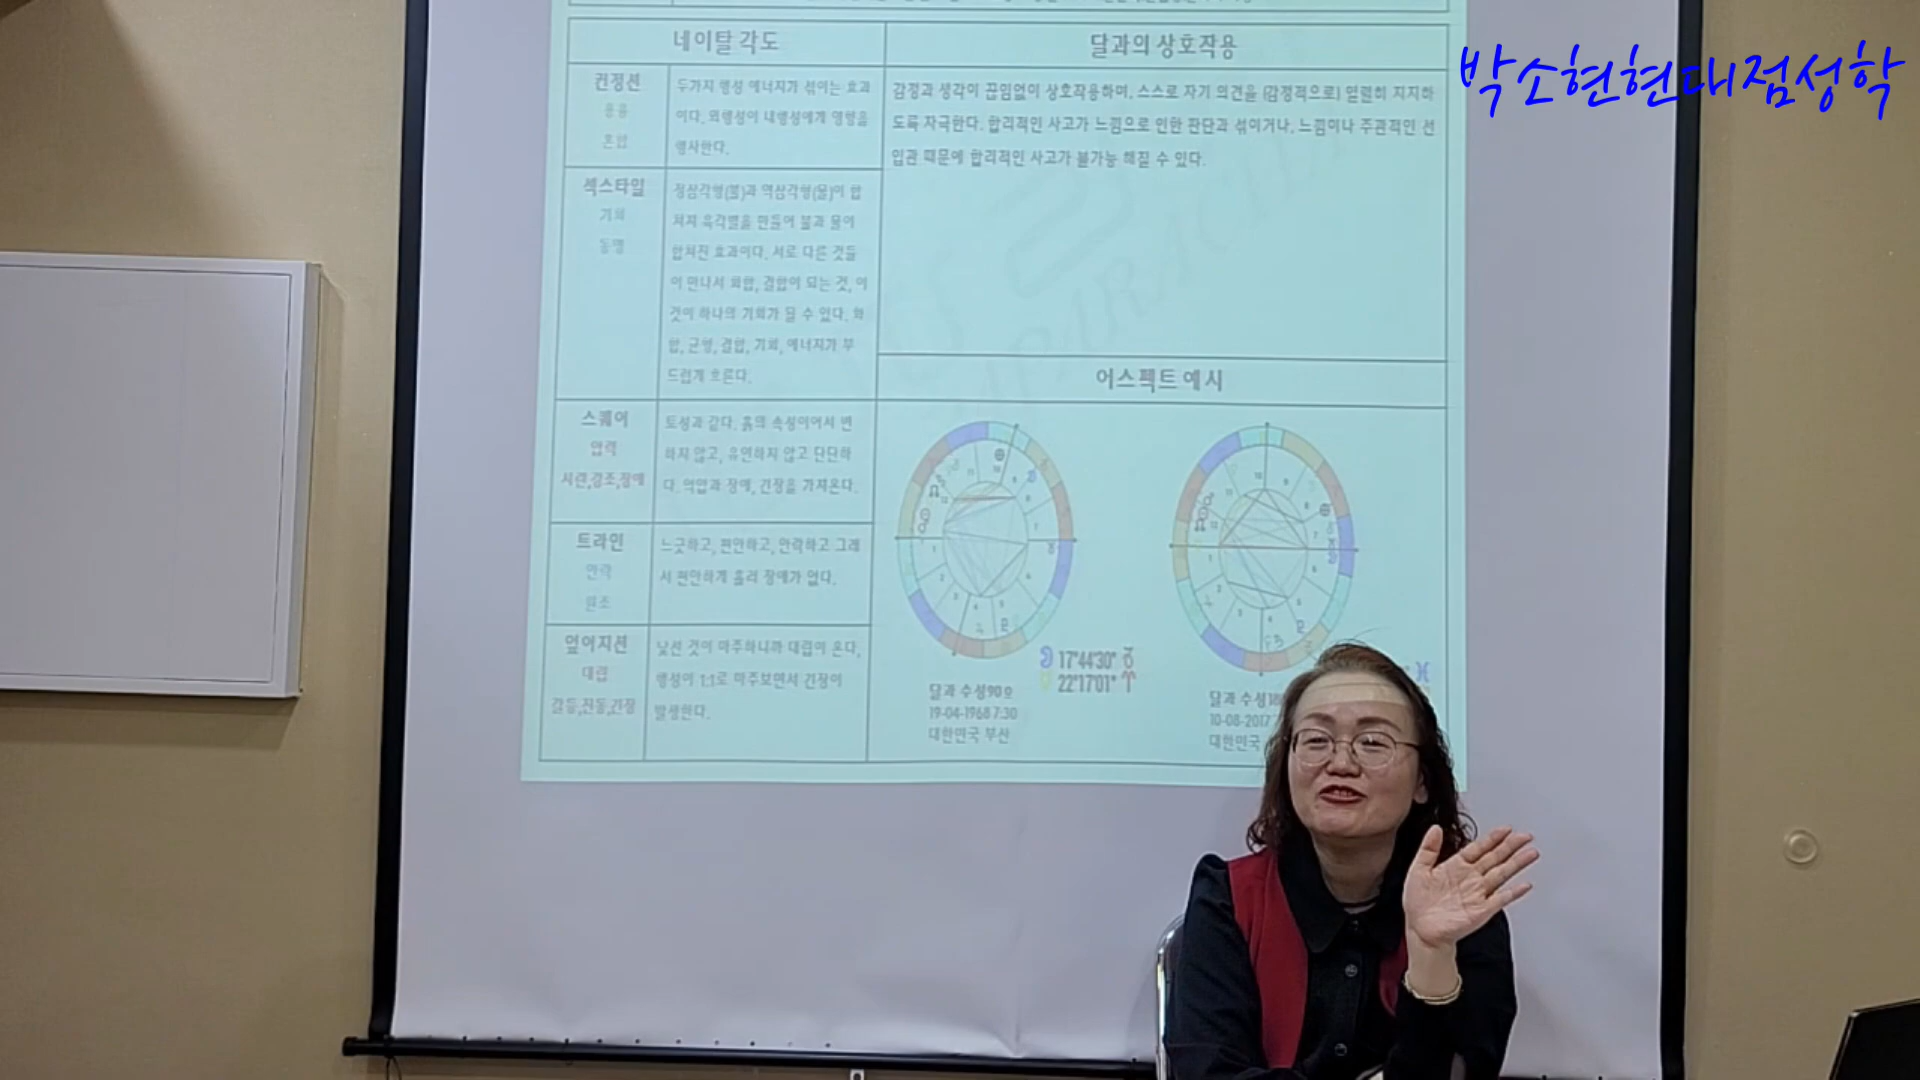 박소현현대점성학
네이탈 각도
달과의 상호작용
컨정션
융융
혼합
두가지 행성 에너지가 섞이는 효과
이다. 외행성이 내행성에게 영향을
행사한다.
감정과 생각이 끊임없이 상호작용하며, 스스로 자기 의견을 (감정적으로) 열렬히 지지하
도록 자극한다. 합리적인 사고가 느낌으로 인한 판단과 섞이거나, 느낌이나 주관적인 선
입관 때문에 합리적인 사고가 불가능 해질 수 있다.
섹스타일
기회
동맹
정삼각형(불)과 역삼각형(물)이 합
쳐져 육각별을 만들어 불과 물이
합쳐진 효과이다. 서로 다른 것들
이 만나서 화합, 결합이 되는 것, 이
것이 하나의 기회가 될 수 있다. 화
합, 균형, 결합, 기회, 에너지가 부
드럽게 흐른다.
어스펙트 예시
스퀘어
압력
시련,강조,장애
토성과 같다. 흙의 속성이어서 변
하지 않고, 유연하지 않고 단단하
다. 억압과 장애, 긴장을 가져온다.
트라인
안락
원조
느긋하고, 편안하고, 안락하고 그래
서 편안하게 흘러 장애가 없다.
옆어지션
대립
갈등,진동,긴장
낯선 것이 마주하니까 대립이 온다,
행성이 1:1로 마주보면서 긴장이
발생한다.
17°44'30" ♉
22°17'01" ♈
달과 수성90º
19-04-1968 7:30
대한민국 부산
달과 수성18
10-08-2017
대한민국